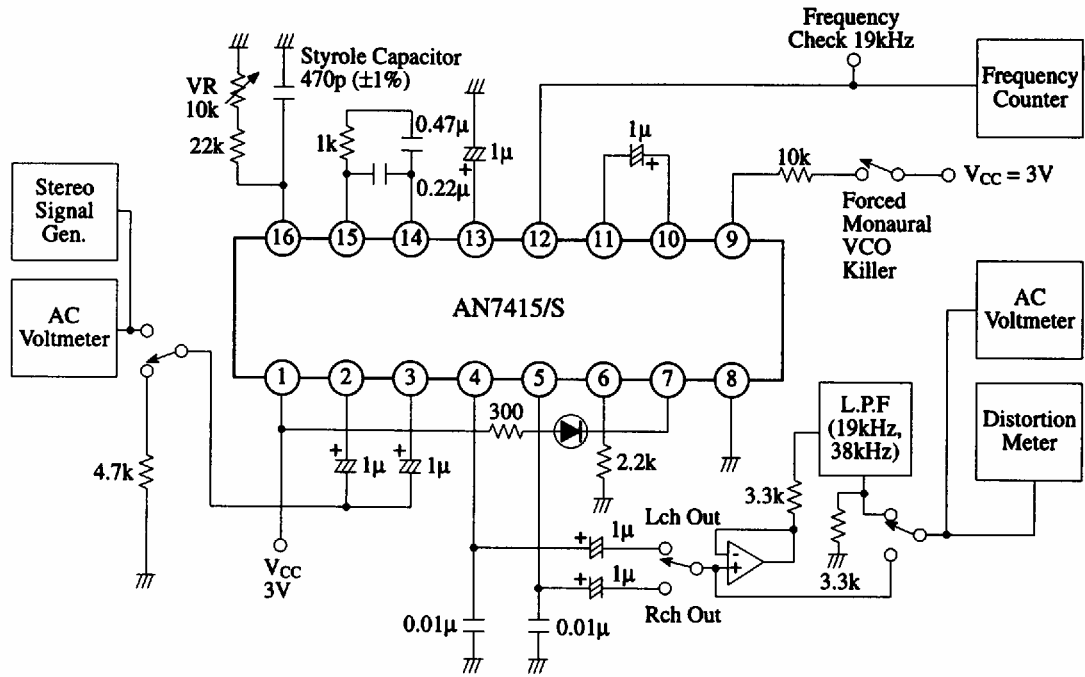 Frequency
Check 19kHz
Frequency
Counter
Styrole Capacitor
470p (±1%)
VR
10k
22k
1k
0.47μ
0.22μ
1μ
+
1μ
+
10k
VCC = 3V
Forced
Monaural
VCO
Killer
Stereo
Signal
Gen.
AC
Voltmeter
16
15
14
13
12
11
10
9
AN7415/S
1
2
3
4
5
6
7
8
AC
Voltmeter
Distortion
Meter
L.P.F
(19kHz,
38kHz)
300
2.2k
4.7k
+
1μ
+
1μ
3.3k
3.3k
1μ
+
Lch Out
-
+
1μ
+
Rch Out
VCC
3V
0.01μ
0.01μ